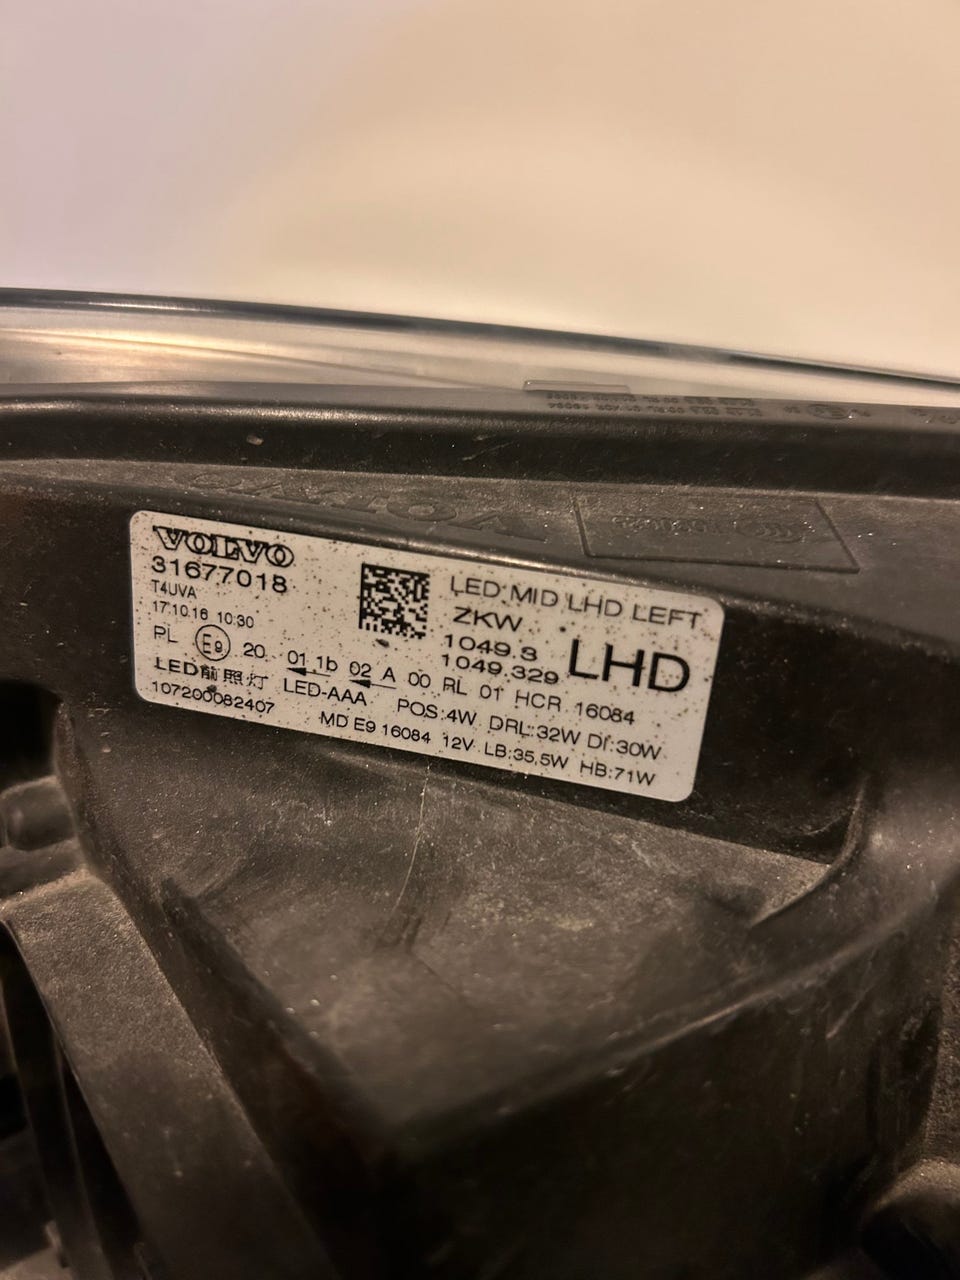 VOLVO
VOLVO
31677018
T4UVA
17.10.16 10:30
LED MID LHD LEFT
ZKW
1049.3
1049.329
LHD
PL E9 20 01 1b 02 A 00 RL 01 HCR 16084
LED前照灯 LED-AAA POS:4W DRL:32W DI:30W
107200082407 MD E9 16084 12V LB:35,5W HB:71W